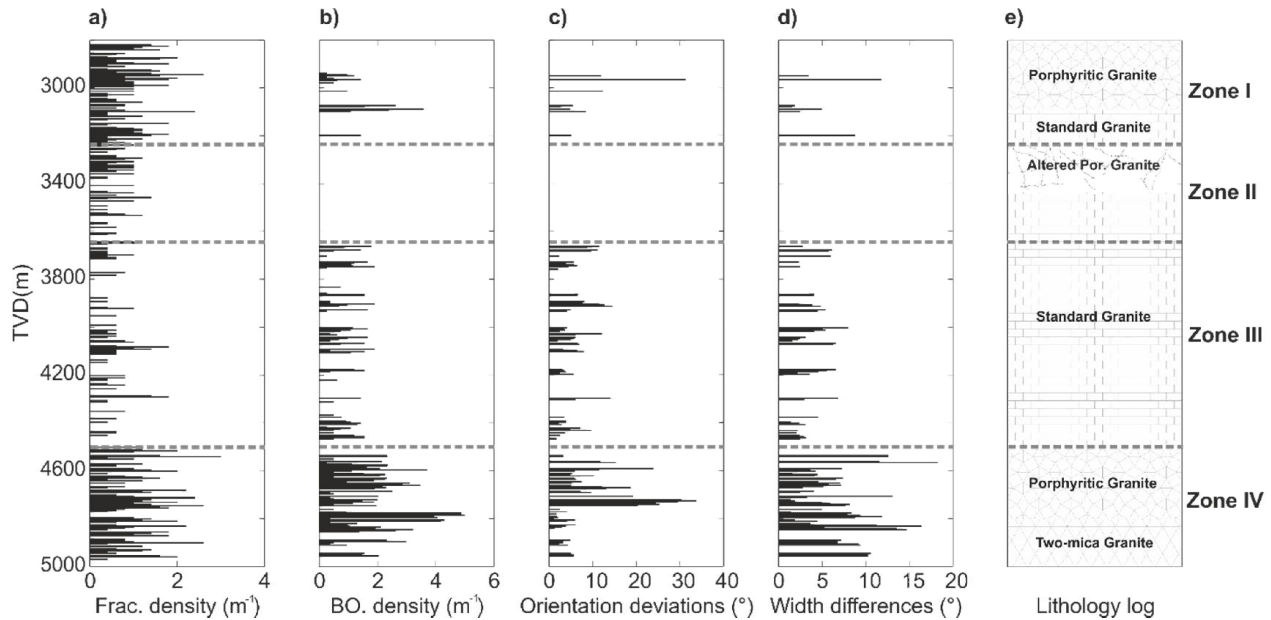 a)
b)
c)
d)
e)
3000
3400
3800
4200
4600
5000
TVD(m)
0 2 4
Frac. density (m⁻¹)
0 2 4 6
BO. density (m⁻¹)
0 10 20 30 40
Orientation deviations (°)
0 5 10 15 20
Width differences (°)
Porphyritic Granite
Standard Granite
Altered Por. Granite
Standard Granite
Porphyritic Granite
Two-mica Granite
Lithology log
Zone I
Zone II
Zone III
Zone IV